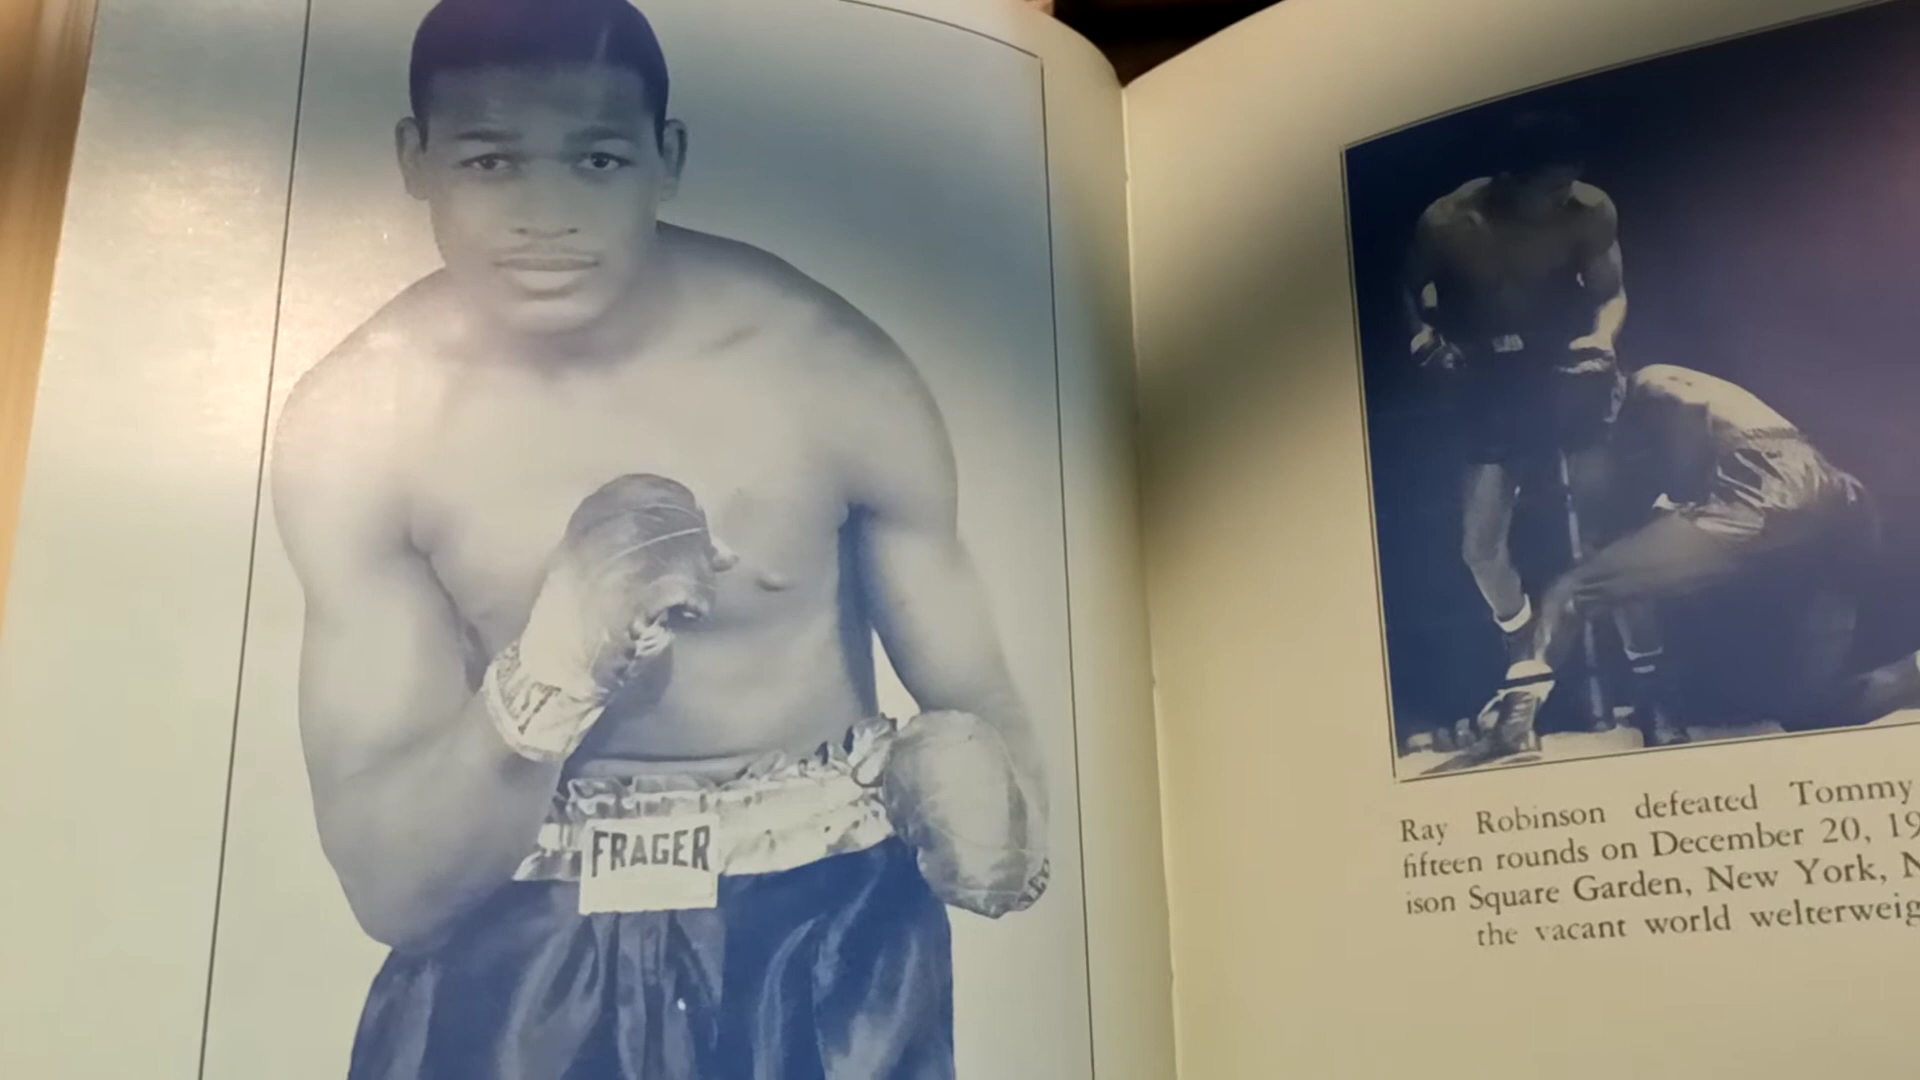 FRAGER
Ray Robinson defeated Tommy
fifteen rounds on December 20, 19
ison Square Garden, New York, N
the vacant world welterweig